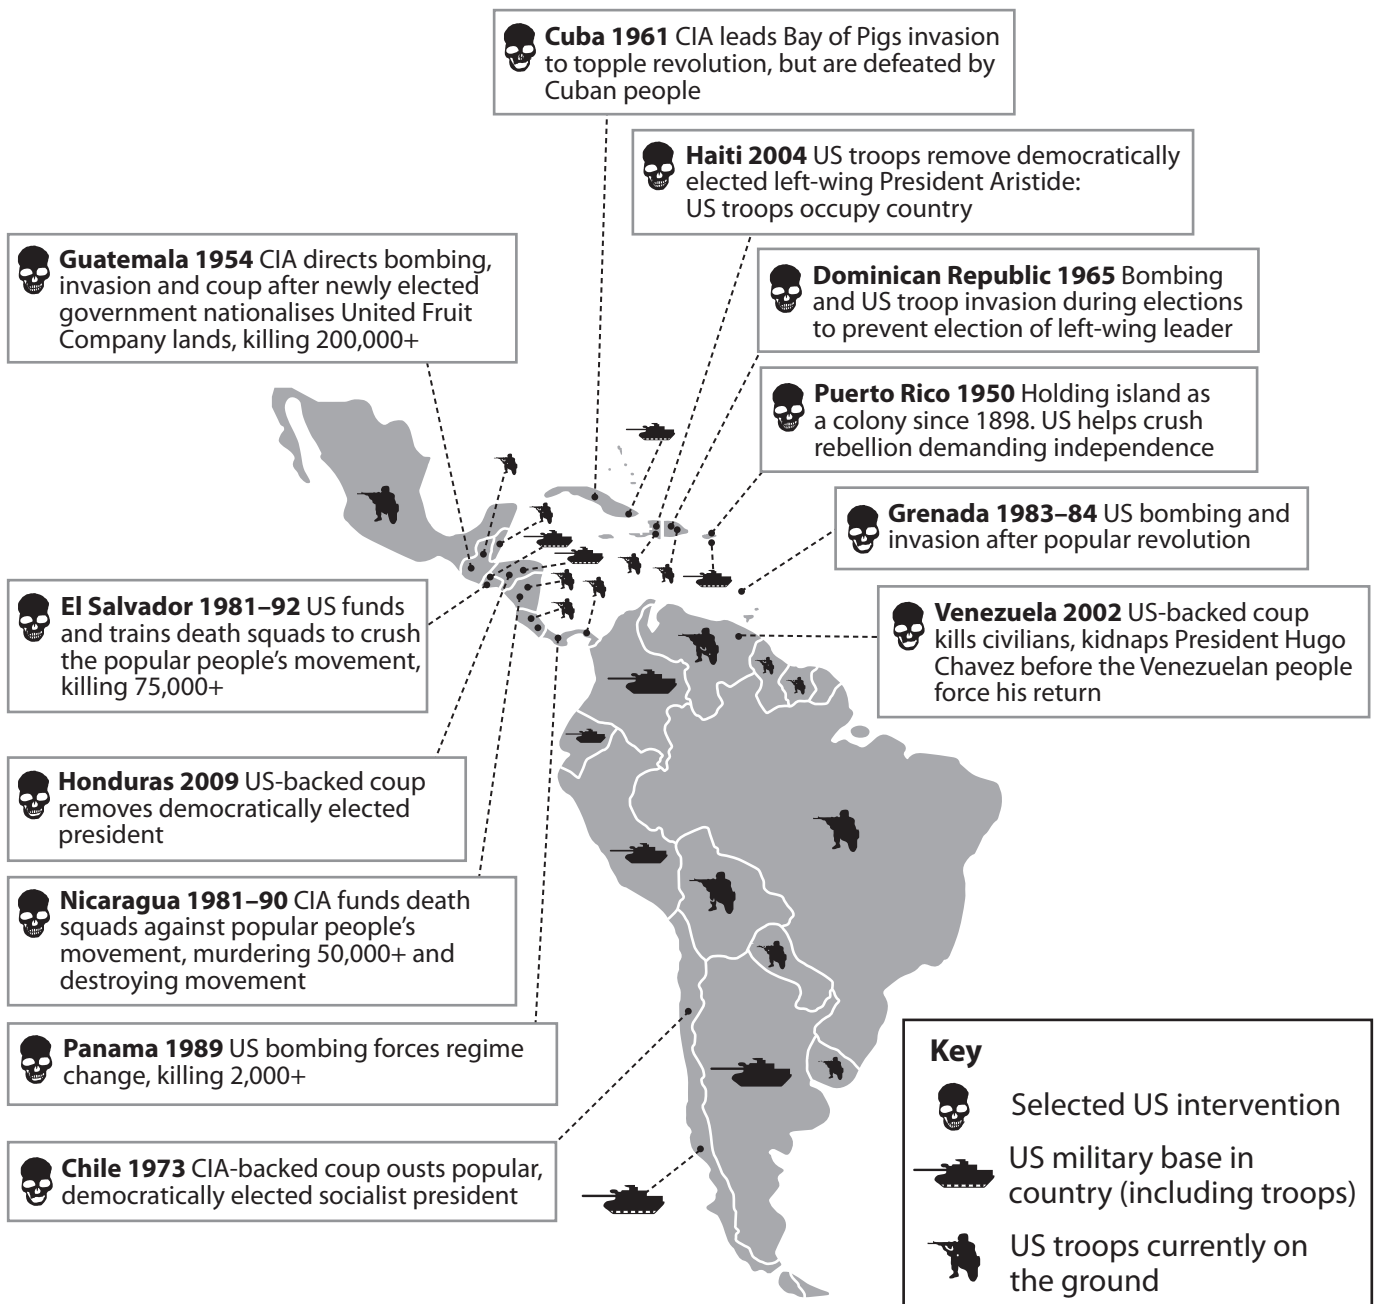 Cuba 1961 CIA leads Bay of Pigs invasion
to topple revolution, but are defeated by
Cuban people
Haiti 2004 US troops remove democratically
elected left-wing President Aristide:
US troops occupy country
Guatemala 1954 CIA directs bombing,
invasion and coup after newly elected
government nationalises United Fruit
Company lands, killing 200,000+
Dominican Republic 1965 Bombing
and US troop invasion during elections
to prevent election of left-wing leader
Puerto Rico 1950 Holding island as
a colony since 1898. US helps crush
rebellion demanding independence
Grenada 1983–84 US bombing and
invasion after popular revolution
El Salvador 1981–92 US funds
and trains death squads to crush
the popular people’s movement,
killing 75,000+
Venezuela 2002 US-backed coup
kills civilians, kidnaps President Hugo
Chavez before the Venezuelan people
force his return
Honduras 2009 US-backed coup
removes democratically elected
president
Nicaragua 1981–90 CIA funds death
squads against popular people’s
movement, murdering 50,000+ and
destroying movement
Panama 1989 US bombing forces regime
change, killing 2,000+
Chile 1973 CIA-backed coup ousts popular,
democratically elected socialist president
Key
Selected US intervention
US military base in
country (including troops)
US troops currently on
the ground